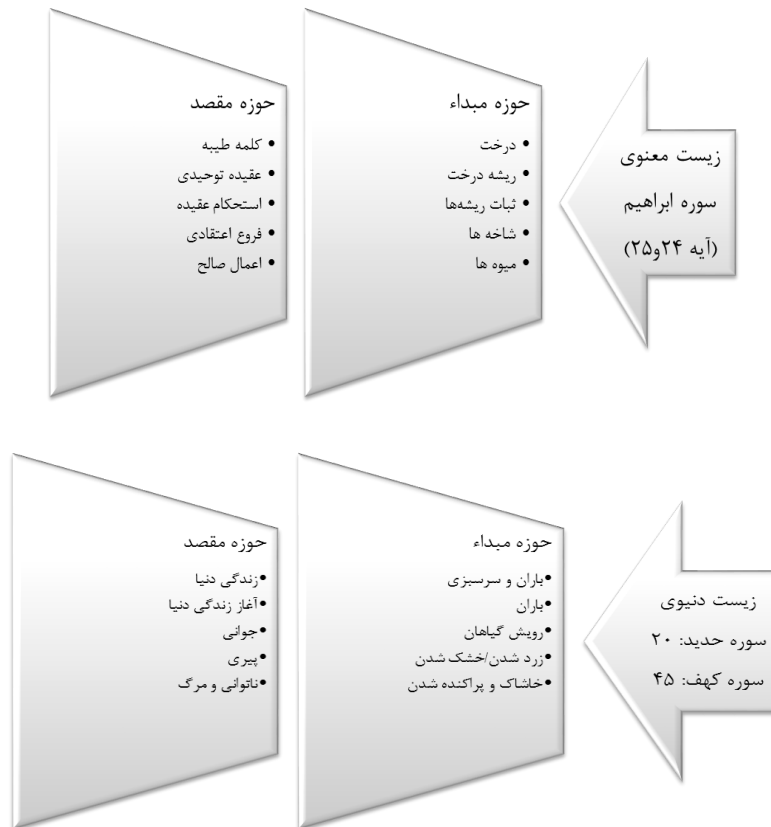 زیست معنوی
سوره ابراهیم
(آیه ۲۴و۲۵)
حوزه مبداء
• درخت
• ریشه درخت
• ثبات ریشه‌ها
• شاخه ها
• میوه ها
حوزه مقصد
• کلمه طیبه
• عقیده توحیدی
• استحکام عقیده
• فروع اعتقادی
• اعمال صالح
زیست دنیوی
سوره حدید: ۲۰
سوره کهف: ۴۵
حوزه مبداء
•باران و سرسبزی
•باران
•رویش گیاهان
•زرد شدن/خشک شدن
•خاشاک و پراکنده شدن
حوزه مقصد
•زندگی دنیا
•آغاز زندگی دنیا
•جوانی
•پیری
•ناتوانی و مرگ